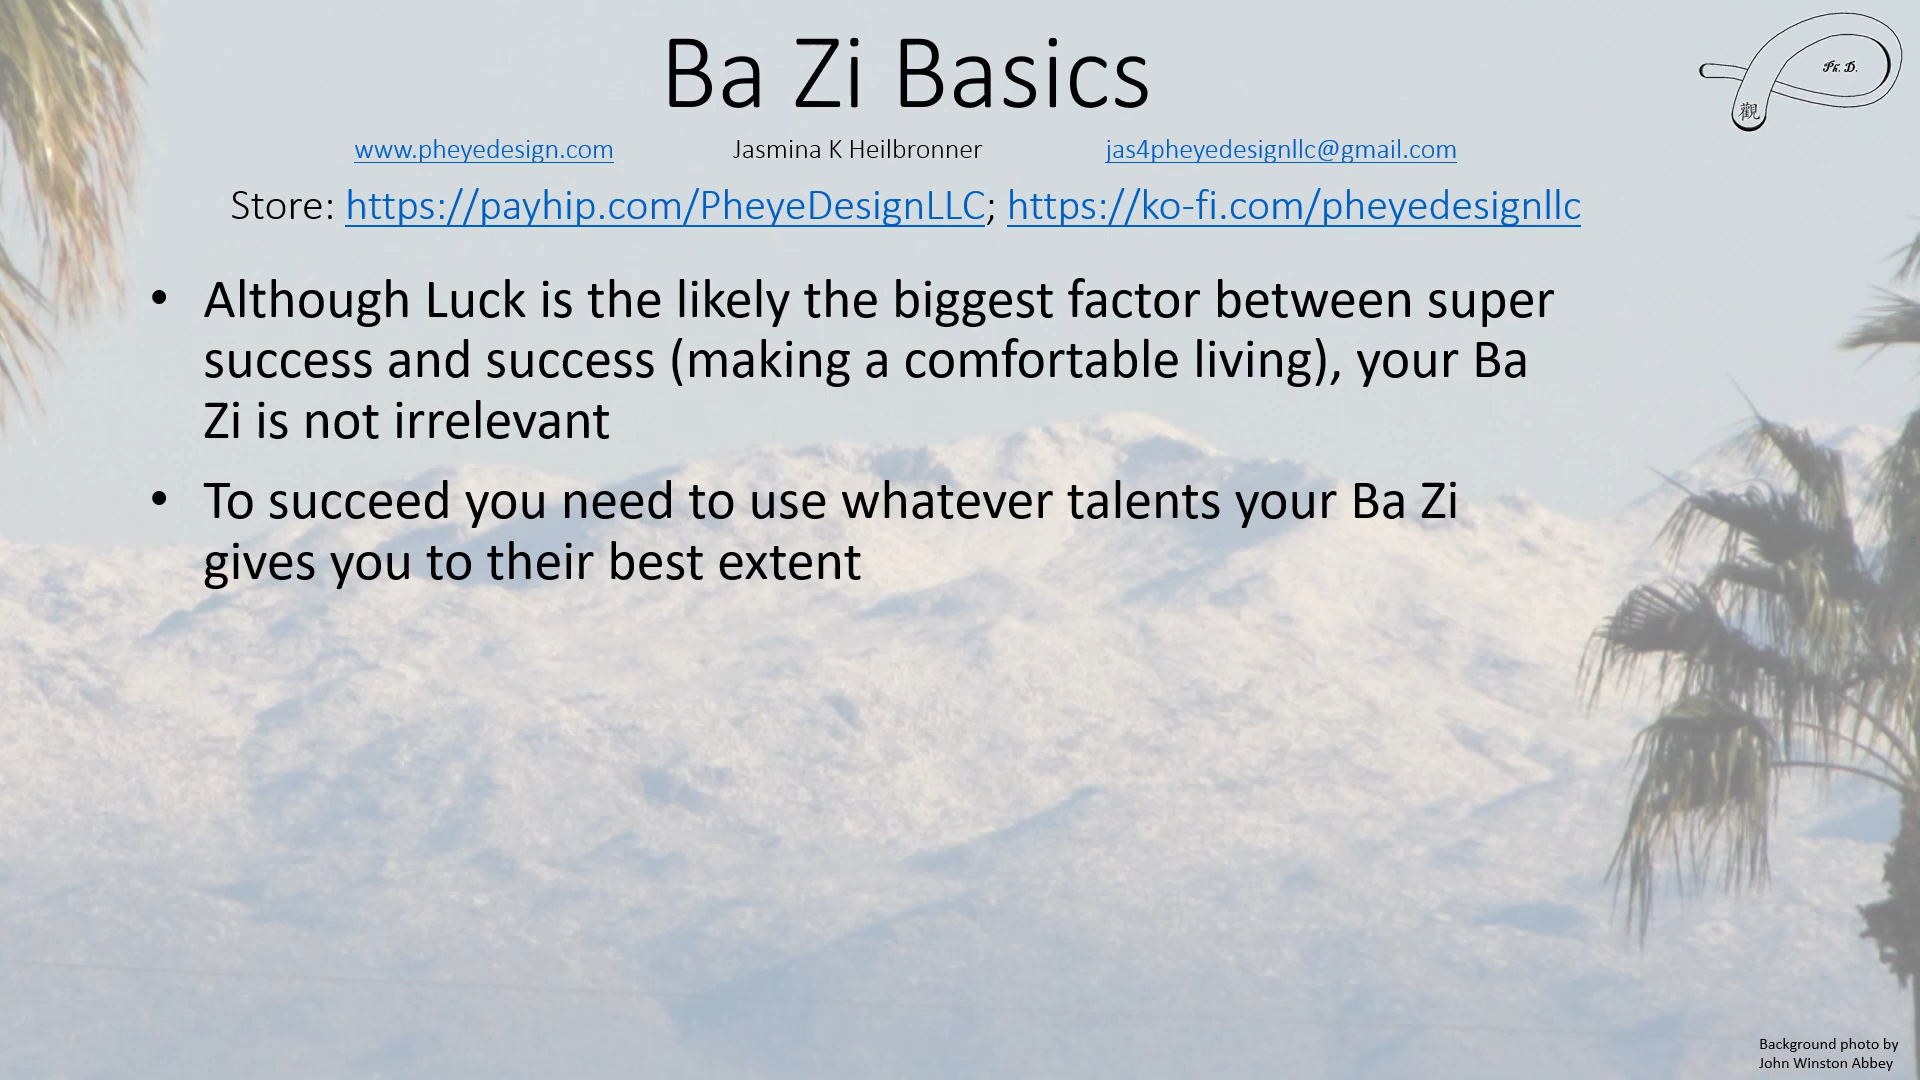 Ba Zi Basics
Ph. D.
觀
www.pheyedesign.com Jasmina K Heilbronner jas4pheyedesignllc@gmail.com
Store: https://payhip.com/PheyeDesignLLC; https://ko-fi.com/pheyedesignllc
• Although Luck is the likely the biggest factor between super
success and success (making a comfortable living), your Ba
Zi is not irrelevant
• To succeed you need to use whatever talents your Ba Zi
gives you to their best extent
Background photo by
John Winston Abbey